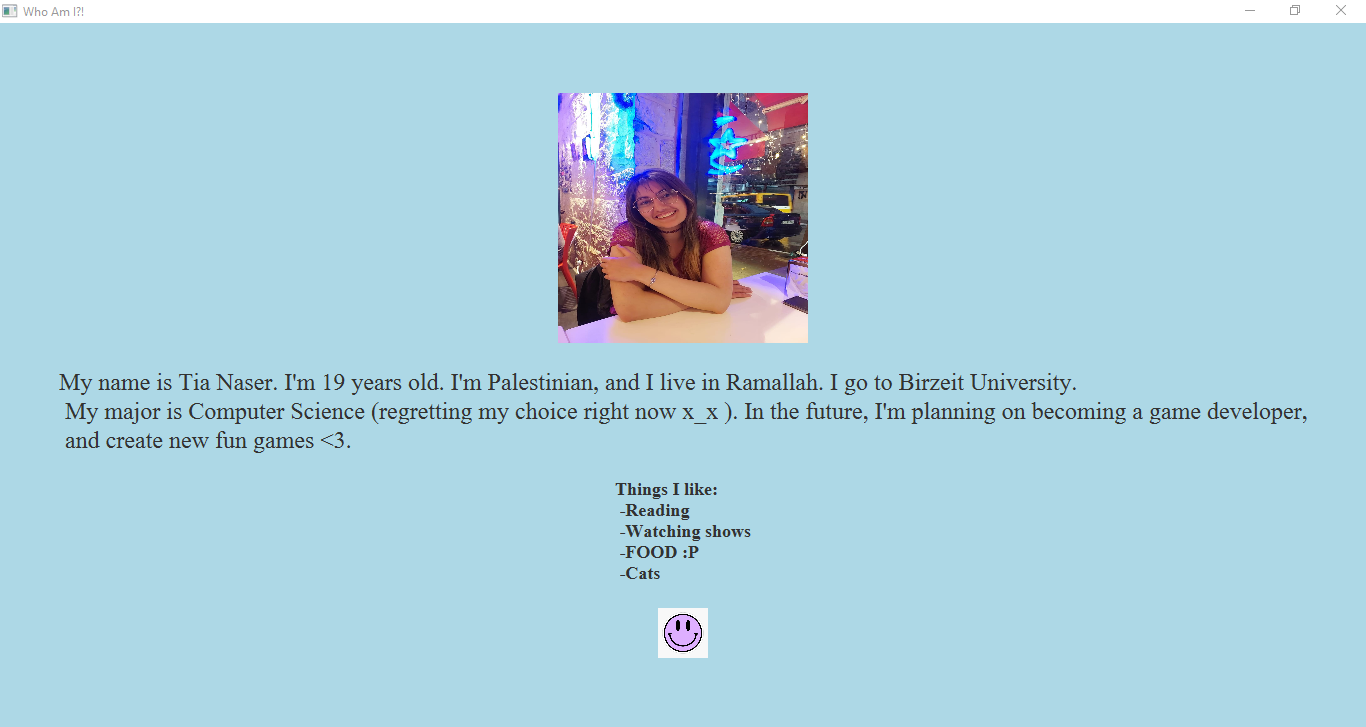 Who Am I?!
My name is Tia Naser. I'm 19 years old. I'm Palestinian, and I live in Ramallah. I go to Birzeit University.
My major is Computer Science (regretting my choice right now x_x ). In the future, I'm planning on becoming a game developer,
and create new fun games <3.
Things I like:
-Reading
-Watching shows
-FOOD :P
-Cats